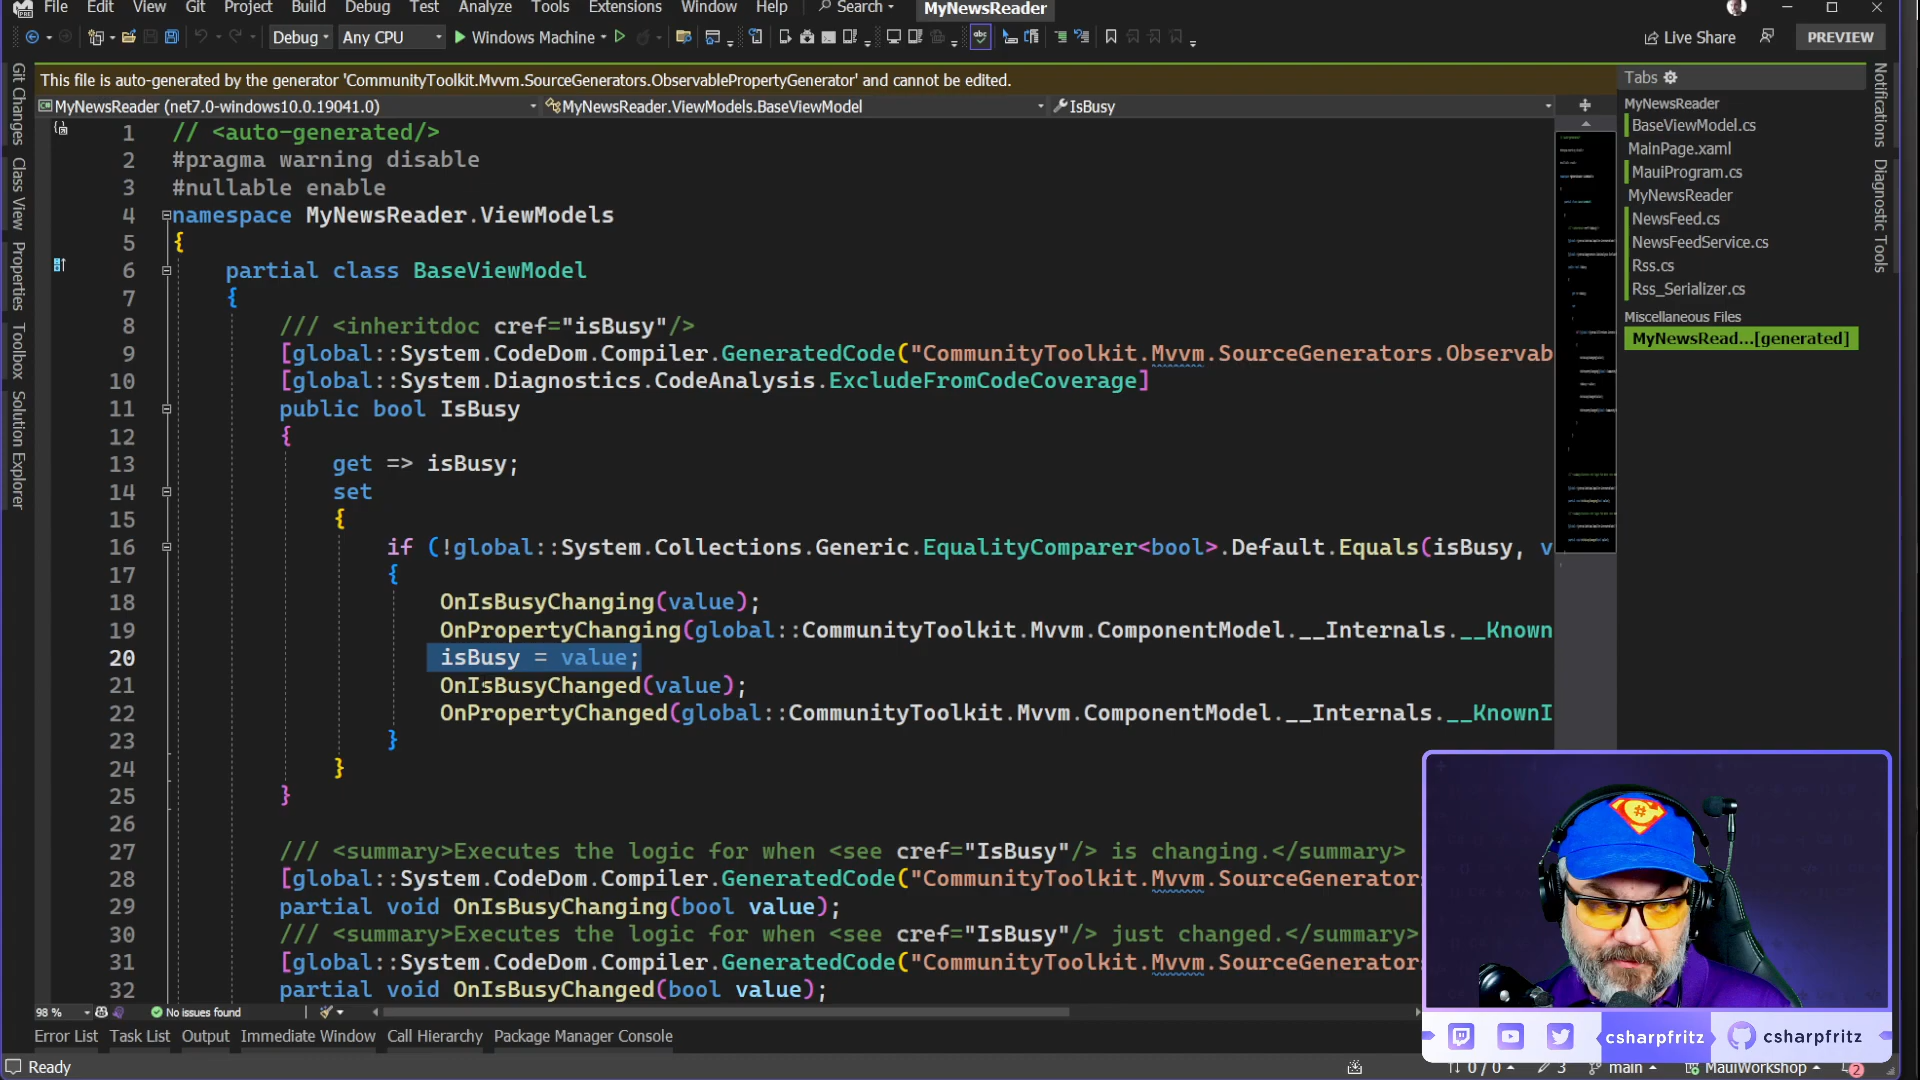 File Edit View Git Project Build Debug Test Analyze Tools Extensions Window Help Search MyNewsReader
Debug Any CPU Windows Machine Live Share PREVIEW
This file is auto-generated by the generator 'CommunityToolkit.Mvvm.SourceGenerators.ObservablePropertyGenerator' and cannot be edited.
MyNewsReader (net7.0-windows10.0.19041.0) MyNewsReader.ViewModels.BaseViewModel IsBusy
Git Changes
Class View
Properties
Toolbox
Solution Explorer
1 // <auto-generated/>
2 #pragma warning disable
3 #nullable enable
4 namespace MyNewsReader.ViewModels
5 {
6 partial class BaseViewModel
7 {
8 /// <inheritdoc cref="isBusy"/>
9 [global::System.CodeDom.Compiler.GeneratedCode("CommunityToolkit.Mvvm.SourceGenerators.Observab
10 [global::System.Diagnostics.CodeAnalysis.ExcludeFromCodeCoverage]
11 public bool IsBusy
12 {
13 get => isBusy;
14 set
15 {
16 if (!global::System.Collections.Generic.EqualityComparer<bool>.Default.Equals(isBusy, v
17 {
18 OnIsBusyChanging(value);
19 OnPropertyChanging(global::CommunityToolkit.Mvvm.ComponentModel.__Internals.__Known
20 isBusy = value;
21 OnIsBusyChanged(value);
22 OnPropertyChanged(global::CommunityToolkit.Mvvm.ComponentModel.__Internals.__KnownI
23 }
24 }
25 }
26
27 /// <summary>Executes the logic for when <see cref="IsBusy"/> is changing.</summary>
28 [global::System.CodeDom.Compiler.GeneratedCode("CommunityToolkit.Mvvm.SourceGenerators
29 partial void OnIsBusyChanging(bool value);
30 /// <summary>Executes the logic for when <see cref="IsBusy"/> just changed.</summary>
31 [global::System.CodeDom.Compiler.GeneratedCode("CommunityToolkit.Mvvm.SourceGenerators
32 partial void OnIsBusyChanged(bool value);
Tabs
MyNewsReader
BaseViewModel.cs
MainPage.xaml
MauiProgram.cs
MyNewsReader
NewsFeed.cs
NewsFeedService.cs
Rss.cs
Rss_Serializer.cs
Miscellaneous Files
MyNewsRead...[generated]
Notifications
Diagnostic Tools
98 % No issues found
Error List Task List Output Immediate Window Call Hierarchy Package Manager Console
csharpfritz csharpfritz
Ready 0 / 0 3 main MauiWorkshop 2